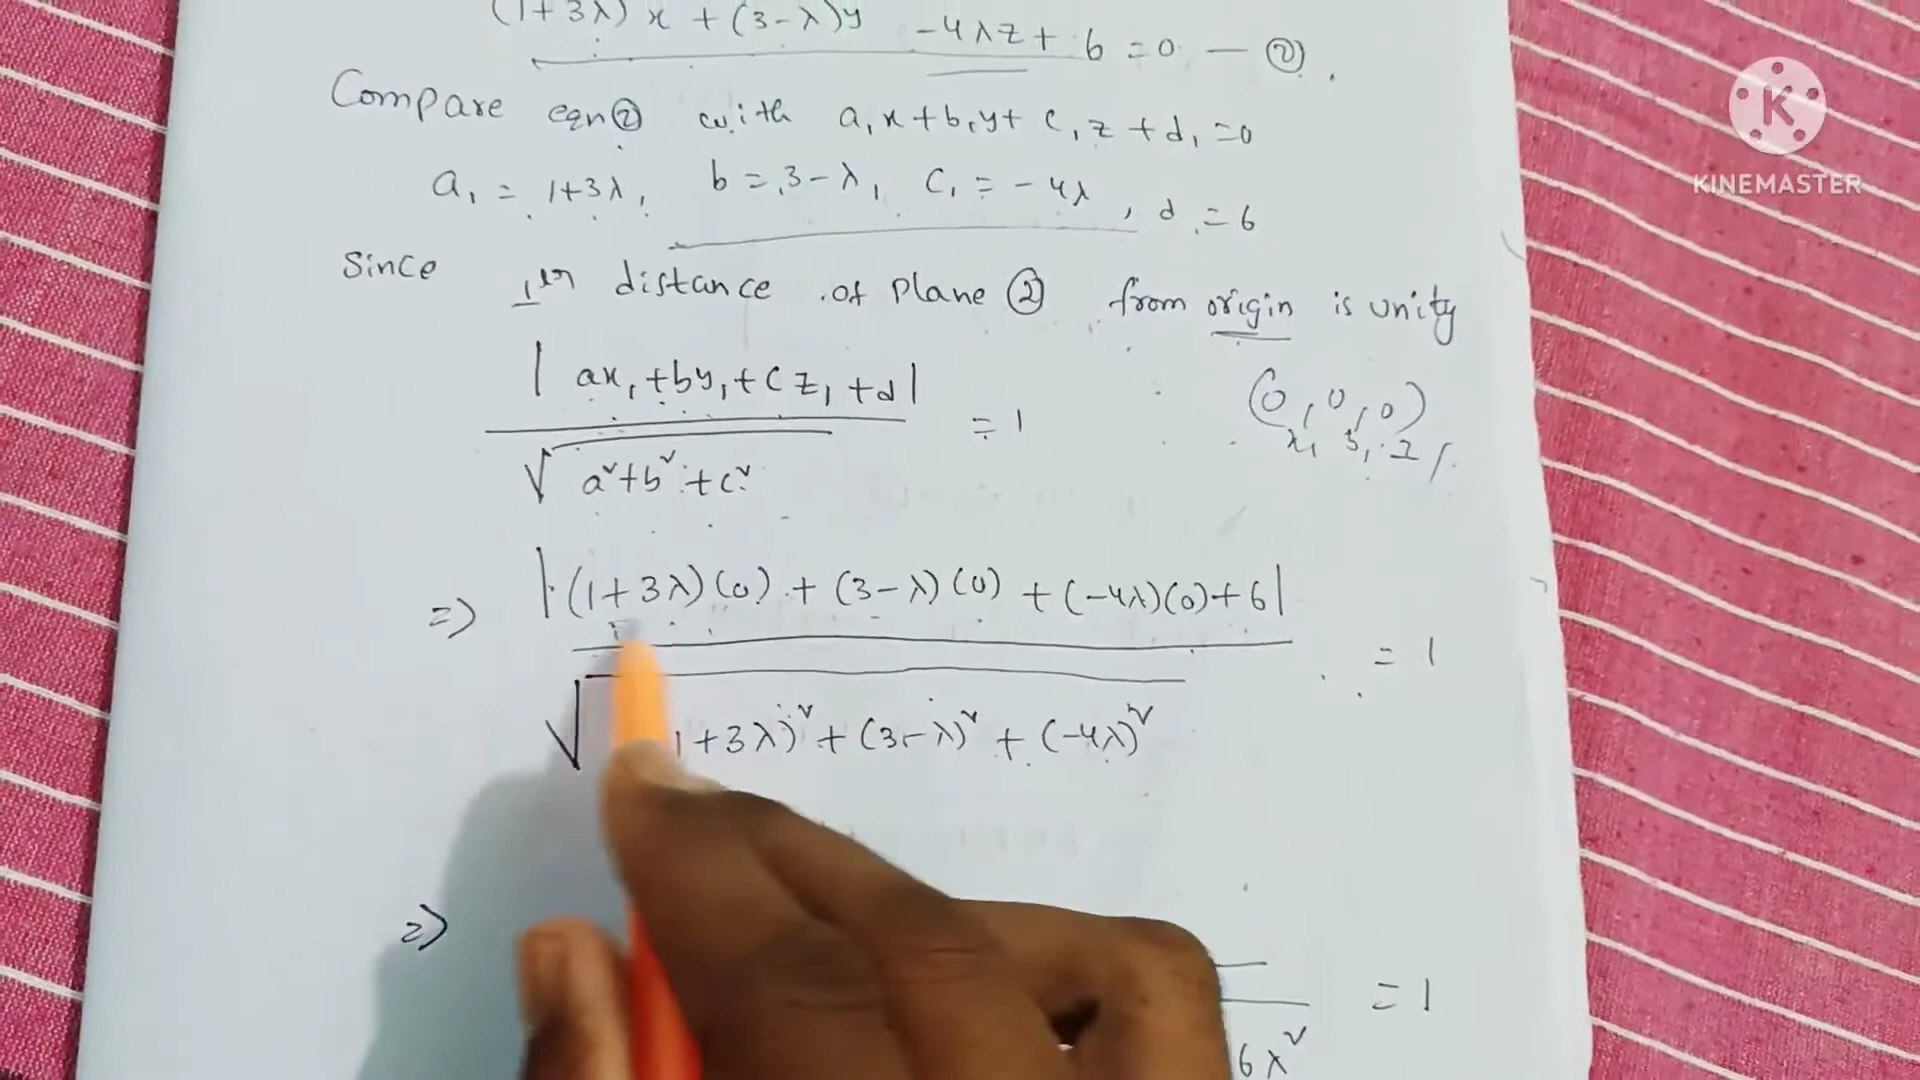 (1+3λ)x + (3-λ)y -4λz + 6 = 0 — ②.
Compare eqn② with a₁x+b₁y+c₁z+d₁=0
a₁ = 1+3λ, b = 3-λ, c₁ = -4λ, d = 6
Since ⊥er distance of plane ② from origin is unity
|ax₁+by₁+cz₁+d|
= 1
√a²+b²+c²
(0,0,0)
=> |(1+3λ)(0) + (3-λ)(0) + (-4λ)(0)+6|
= 1
√ 1+3λ)² + (3-λ)² + (-4λ)²
=>
= 1
6λ²
K
KINEMASTER